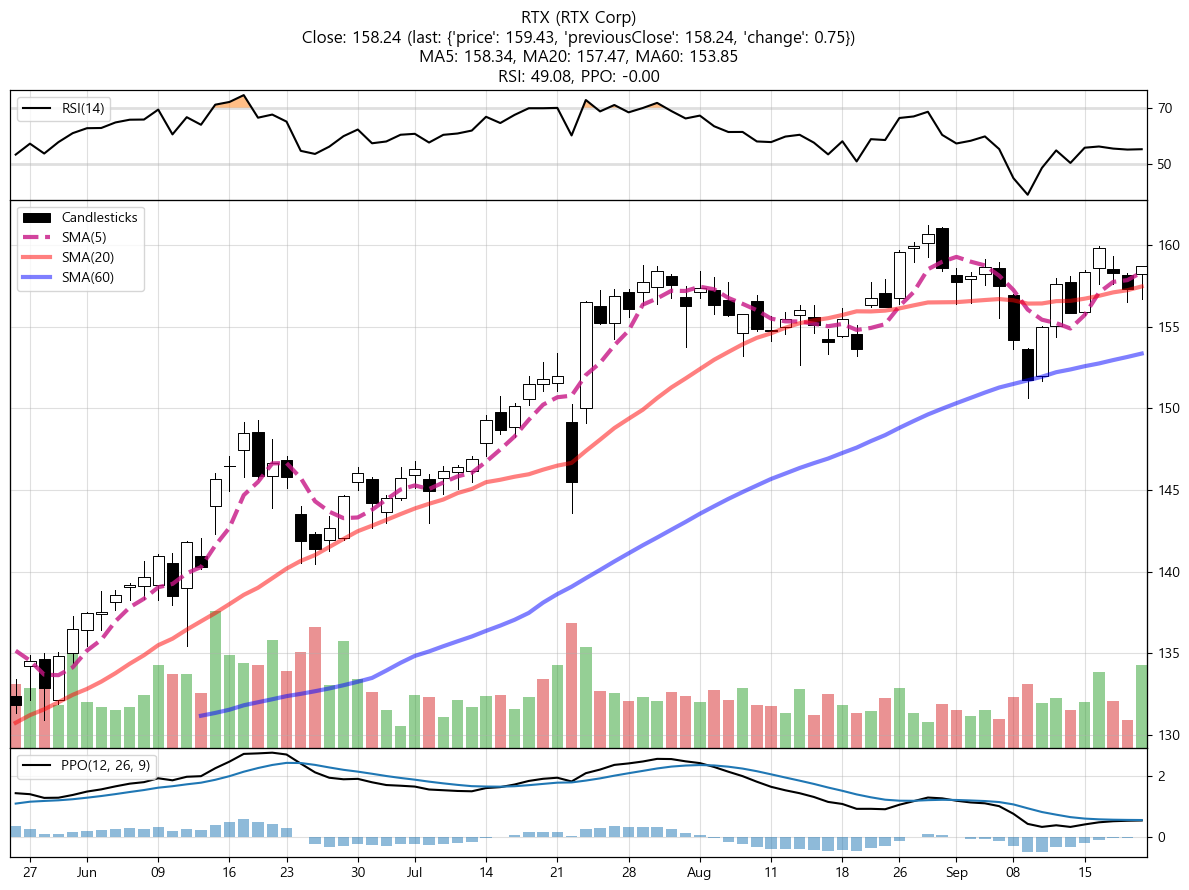 RTX (RTX Corp)
Close: 158.24 (last: {'price': 159.43, 'previousClose': 158.24, 'change': 0.75})
MA5: 158.34, MA20: 157.47, MA60: 153.85
RSI: 49.08, PPO: -0.00
RSI(14)
70
50
Candlesticks
SMA(5)
SMA(20)
SMA(60)
160
155
150
145
140
135
130
PPO(12, 26, 9)
2
0
27 Jun 09 16 23 30 Jul 14 21 28 Aug 11 18 26 Sep 08 15